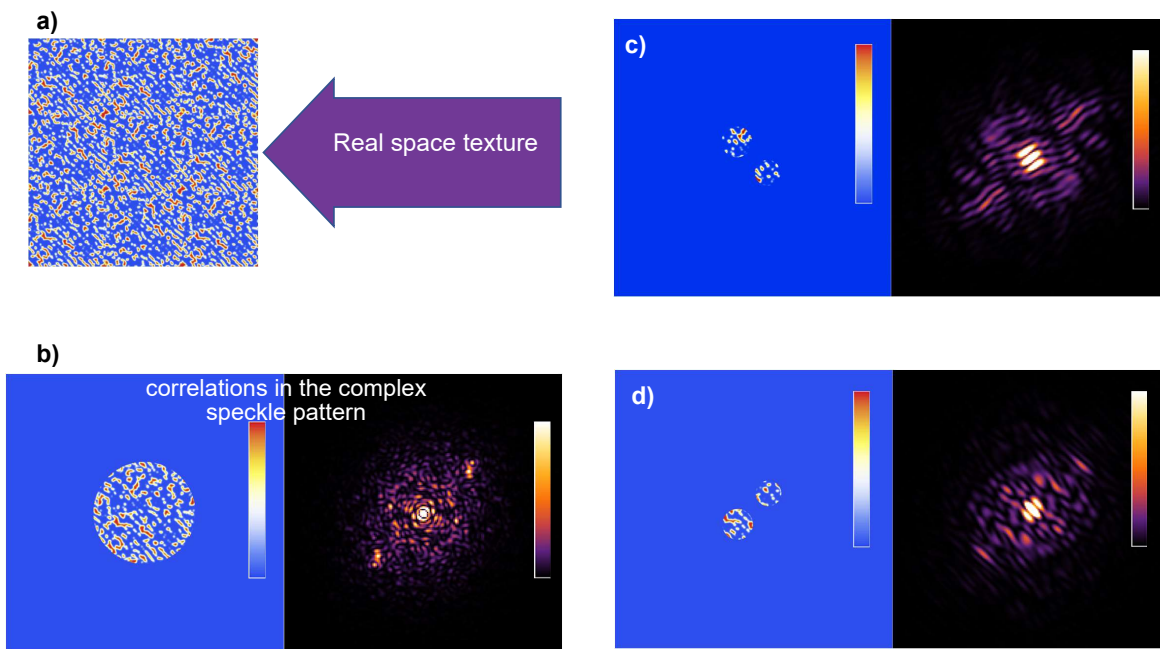 a)
Real space texture
b)
correlations in the complex
speckle pattern
c)
d)